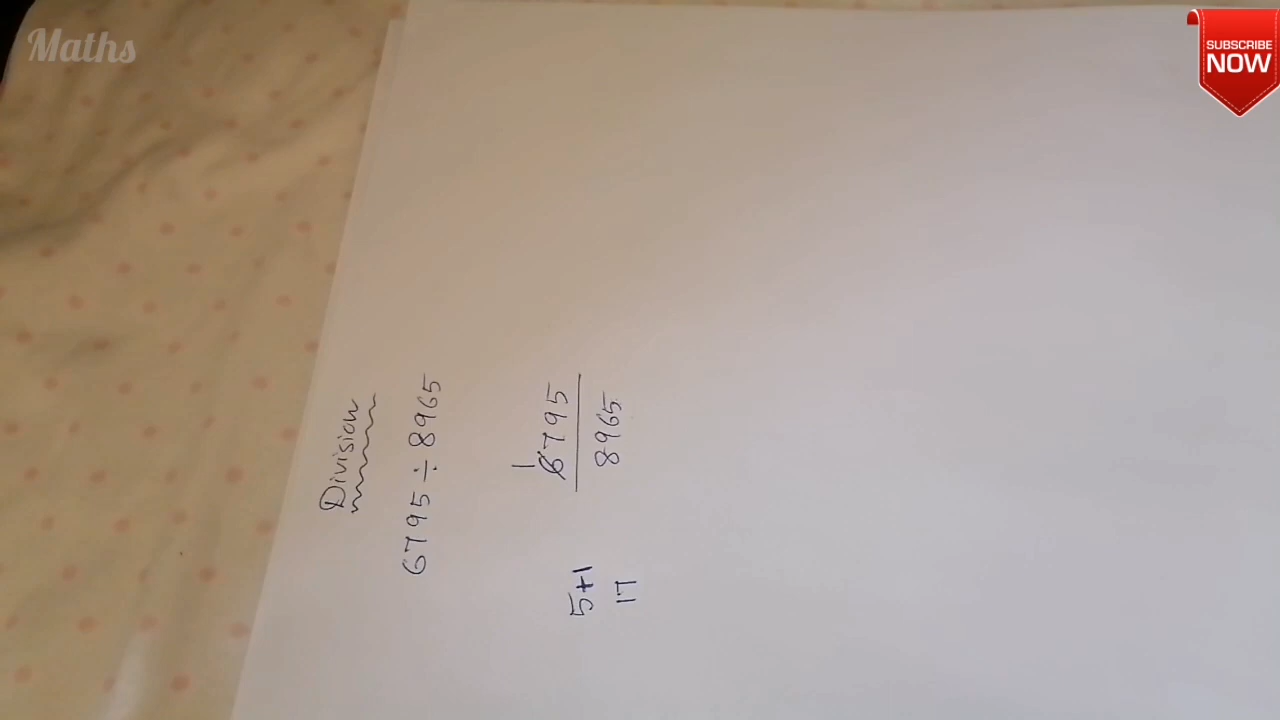 Maths
SUBSCRIBE
NOW
Division
6795 ÷ 8965
1
6795
8965
5+1
17